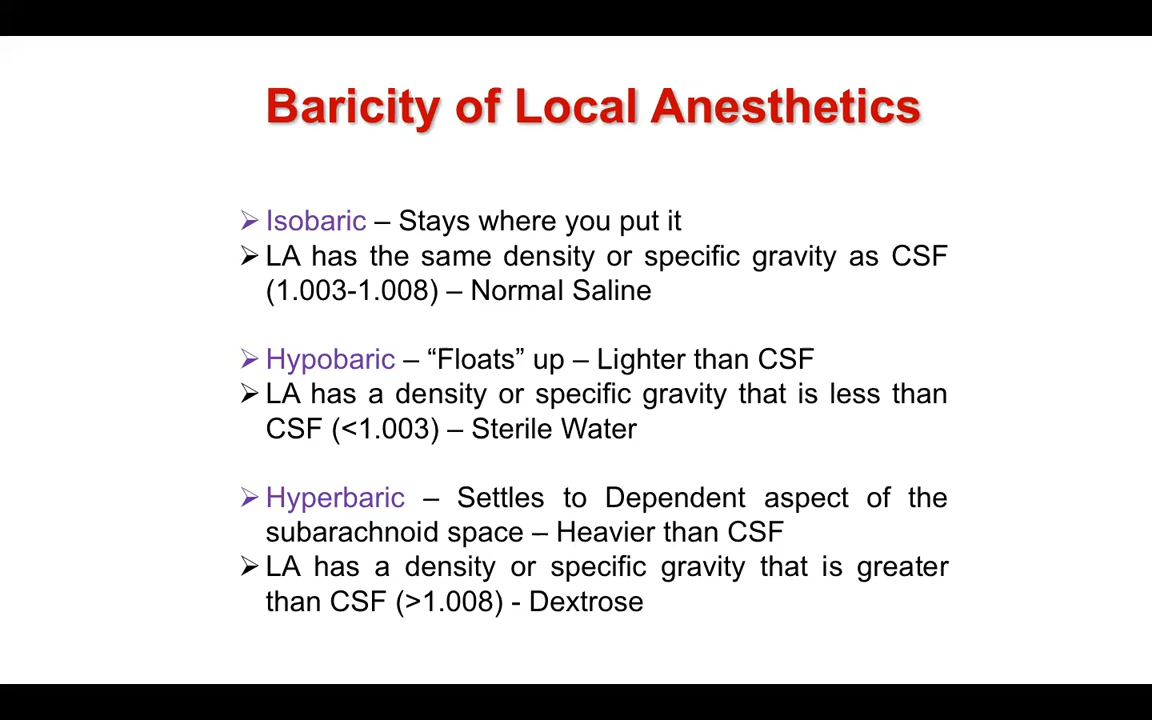 Baricity of Local Anesthetics
➢ Isobaric – Stays where you put it
➢ LA has the same density or specific gravity as CSF
(1.003-1.008) – Normal Saline
➢ Hypobaric – “Floats” up – Lighter than CSF
➢ LA has a density or specific gravity that is less than
CSF (<1.003) – Sterile Water
➢ Hyperbaric – Settles to Dependent aspect of the
subarachnoid space – Heavier than CSF
➢ LA has a density or specific gravity that is greater
than CSF (>1.008) - Dextrose